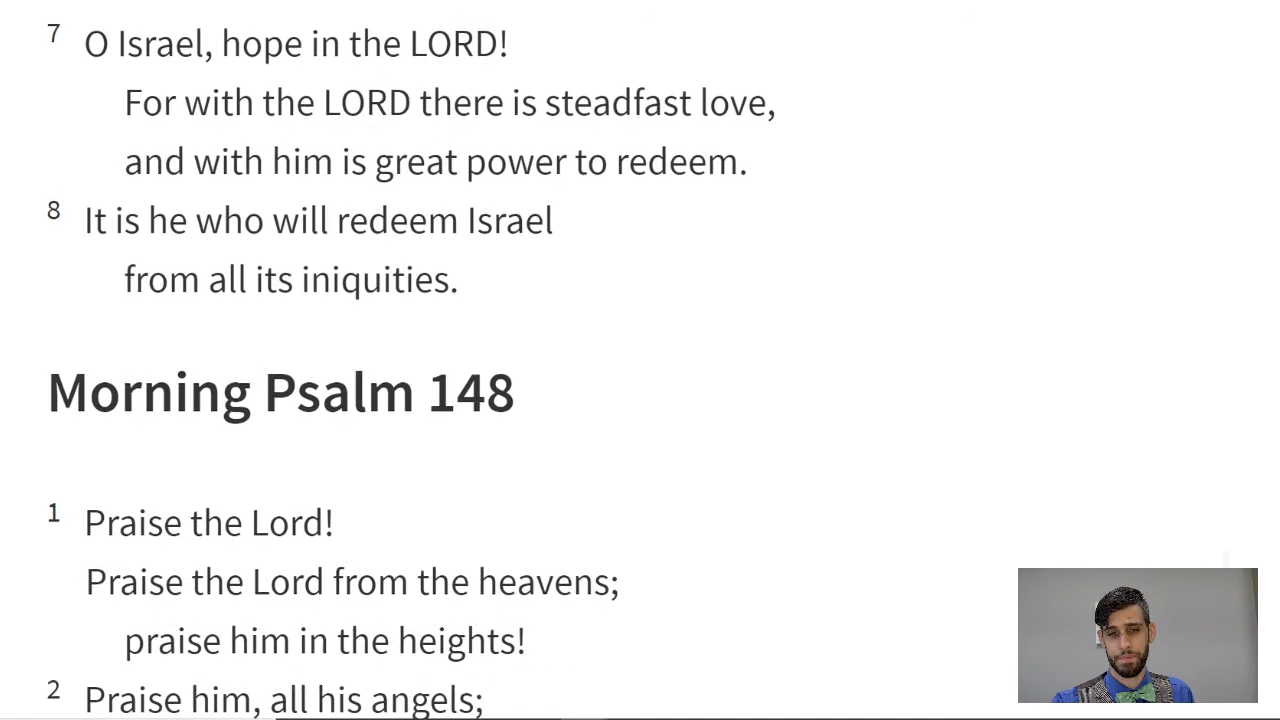 7 O Israel, hope in the LORD!
For with the LORD there is steadfast love,
and with him is great power to redeem.
8 It is he who will redeem Israel
from all its iniquities.
Morning Psalm 148
1 Praise the Lord!
Praise the Lord from the heavens;
praise him in the heights!
2 Praise him, all his angels;